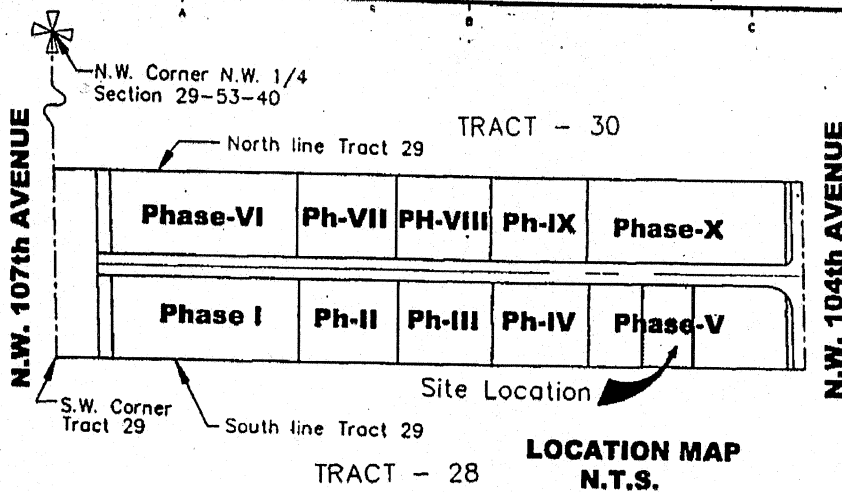 A
B
C
N.W. Corner N.W. 1/4
Section 29-53-40
TRACT - 30
North line Tract 29
N.W. 107th AVENUE
N.W. 104th AVENUE
Phase-VI
Ph-VII
PH-VIII
Ph-IX
Phase-X
Phase I
Ph-II
Ph-III
Ph-IV
Phase-V
Site Location
S.W. Corner
Tract 29
South line Tract 29
LOCATION MAP
N.T.S.
TRACT - 28